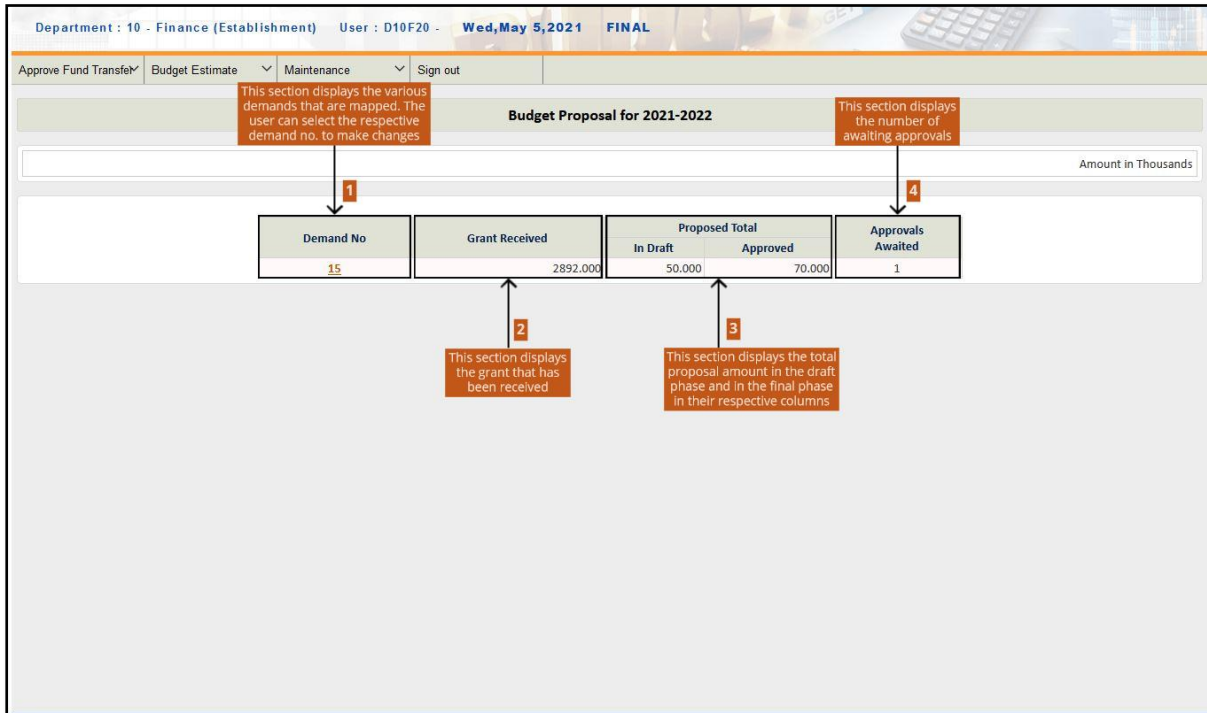 Department : 10 - Finance (Establishment) User : D10F20 - Wed,May 5,2021 FINAL
Approve Fund Transfer Budget Estimate Maintenance Sign out
This section displays the various
demands that are mapped. The
user can select the respective
demand no. to make changes
Budget Proposal for 2021-2022
This section displays
the number of
awaiting approvals
Amount in Thousands
1
4
Demand No Grant Received Proposed Total Approvals Awaited
In Draft Approved
15 2892.000 50.000 70.000 1
2
This section displays
the grant that has
been received
3
This section displays the total
proposal amount in the draft
phase and in the final phase
in their respective columns